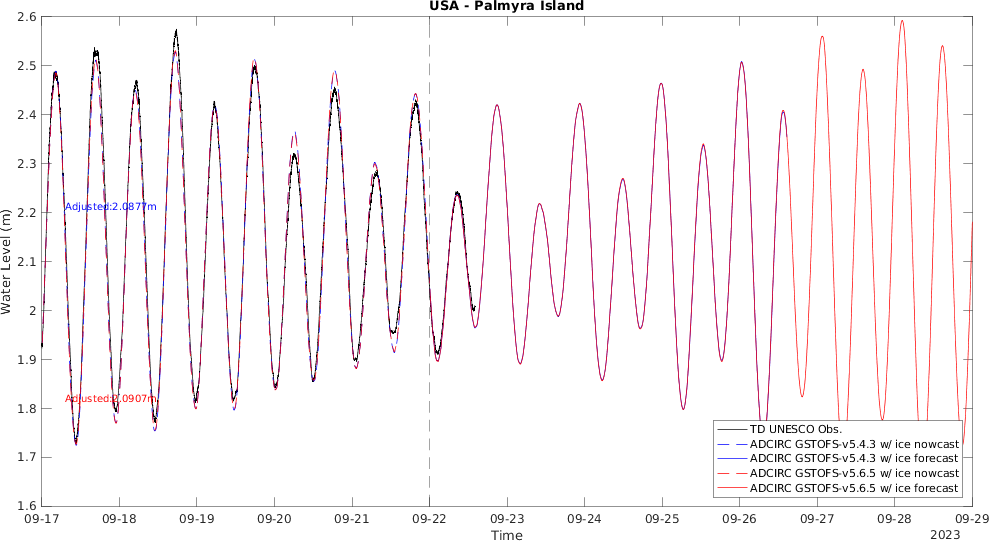 USA - Palmyra Island
2.6
2.5
2.4
2.3
2.2
2.1
2
1.9
1.8
1.7
1.6
Water Level (m)
Adjusted:2.0877m
Adjusted:2.0907m
TD UNESCO Obs.
ADCIRC GSTOFS-v5.4.3 w/ ice nowcast
ADCIRC GSTOFS-v5.4.3 w/ ice forecast
ADCIRC GSTOFS-v5.6.5 w/ ice nowcast
ADCIRC GSTOFS-v5.6.5 w/ ice forecast
09-17 09-18 09-19 09-20 09-21 09-22 09-23 09-24 09-25 09-26 09-27 09-28 09-29
Time
2023